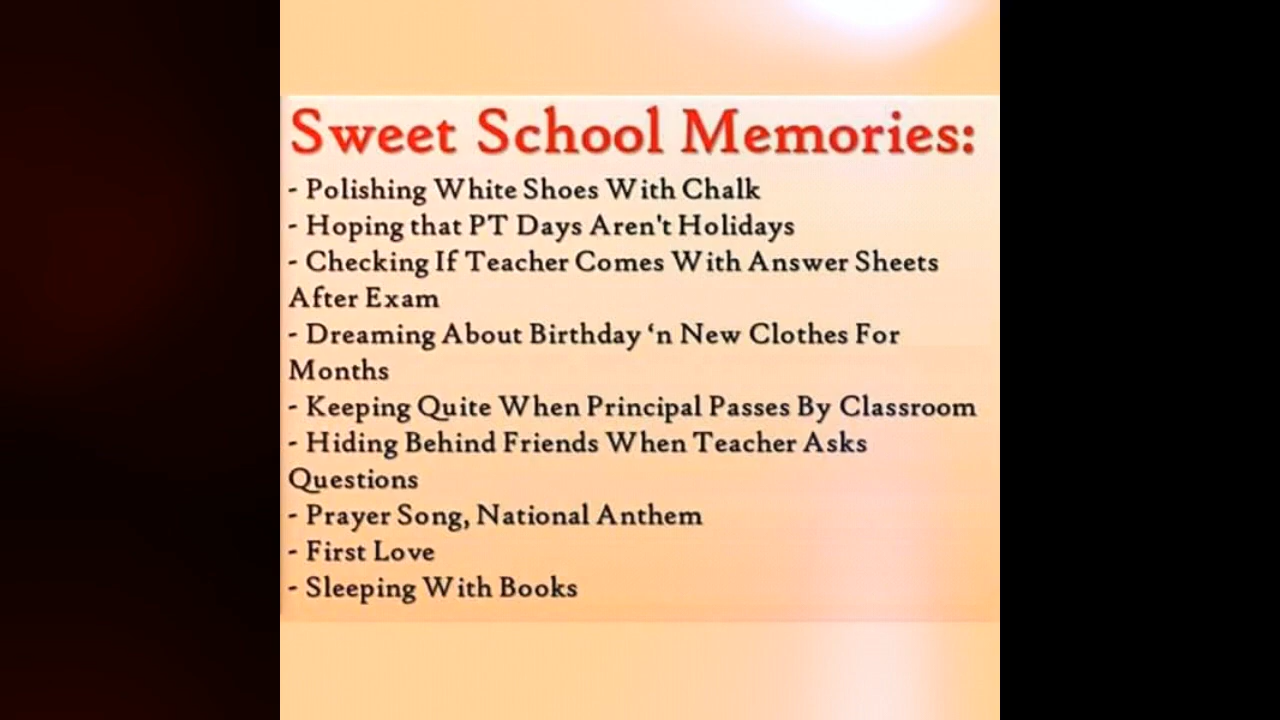 Sweet School Memories:
- Polishing White Shoes With Chalk
- Hoping that PT Days Aren't Holidays
- Checking If Teacher Comes With Answer Sheets
After Exam
- Dreaming About Birthday ‘n New Clothes For
Months
- Keeping Quite When Principal Passes By Classroom
- Hiding Behind Friends When Teacher Asks
Questions
- Prayer Song, National Anthem
- First Love
- Sleeping With Books